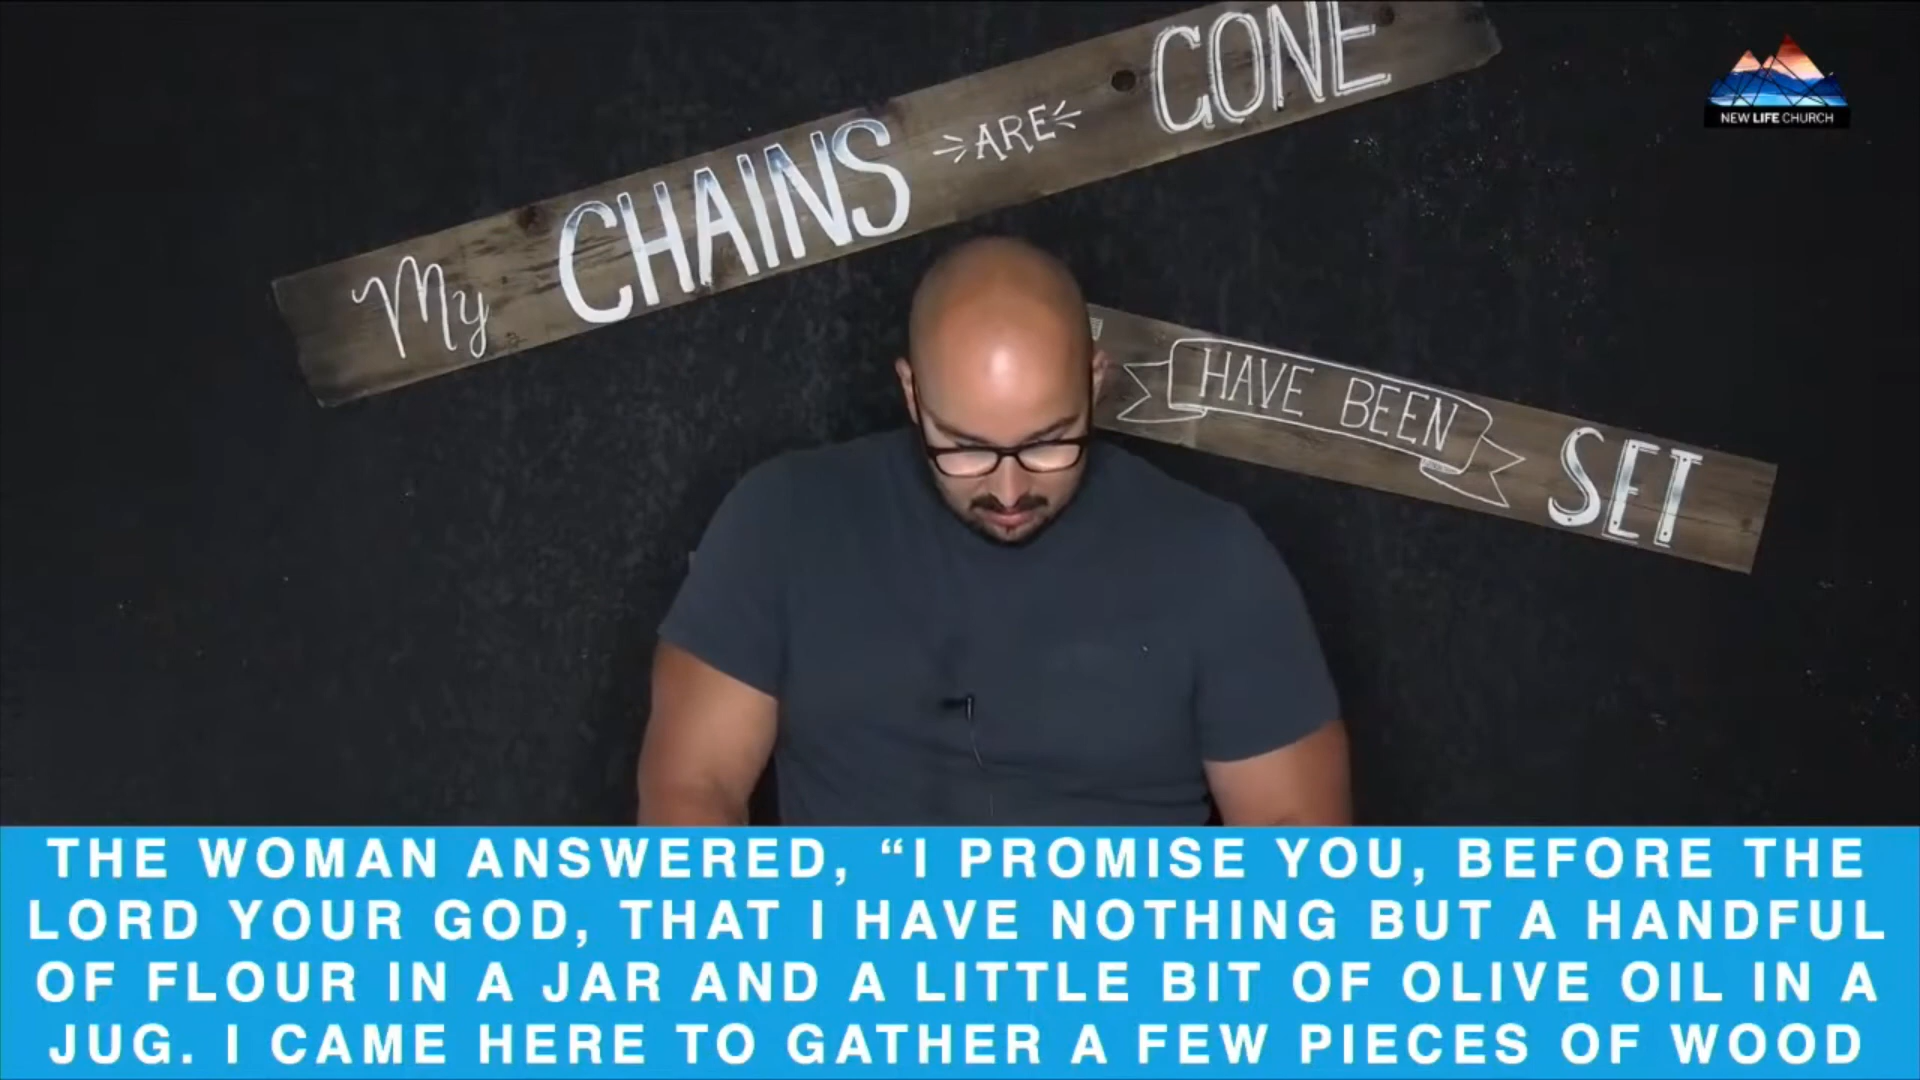 My CHAINS ARE GONE
NEW LIFE CHURCH
HAVE BEEN SET
THE WOMAN ANSWERED, “I PROMISE YOU, BEFORE THE
LORD YOUR GOD, THAT I HAVE NOTHING BUT A HANDFUL
OF FLOUR IN A JAR AND A LITTLE BIT OF OLIVE OIL IN A
JUG. I CAME HERE TO GATHER A FEW PIECES OF WOOD